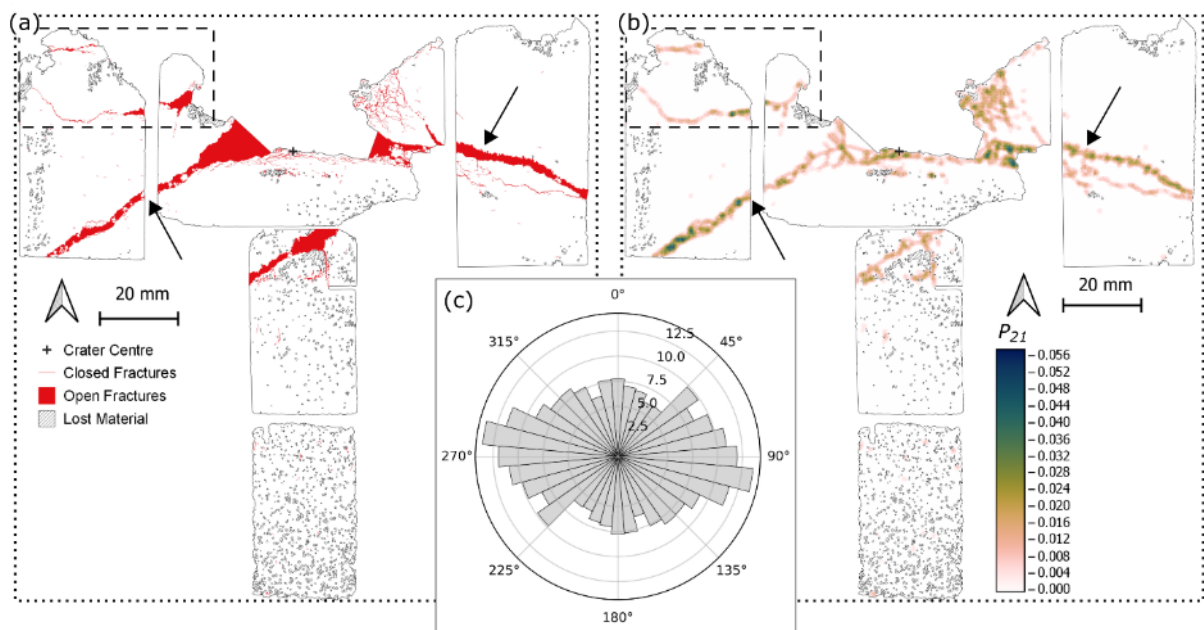 (a)
20 mm
+ Crater Centre
Closed Fractures
Open Fractures
Lost Material
(b)
20 mm
P21
0.056
0.052
0.048
0.044
0.040
0.036
0.032
0.028
0.024
0.020
0.016
0.012
0.008
0.004
0.000
(c)
0°
315°
12.5
45°
10.0
7.5
5.0
2.5
270°
90°
225°
135°
180°